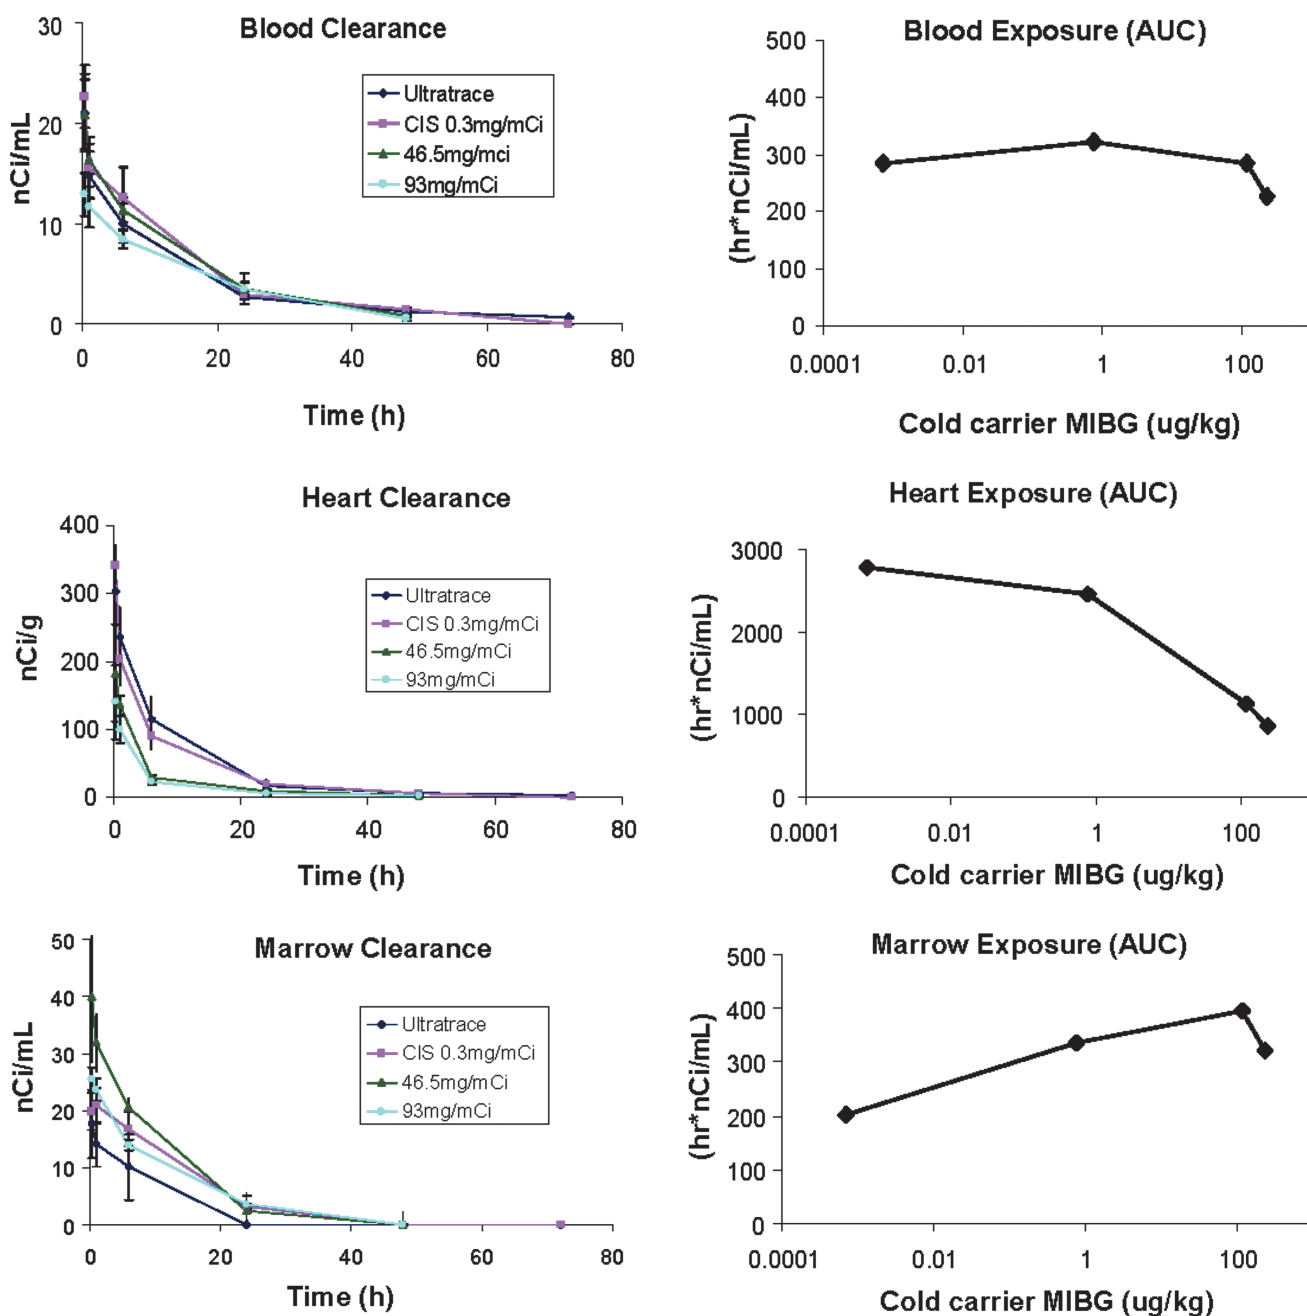 Blood Clearance
30
20
10
0
nCi/mL
Ultratrace
CIS 0.3mg/mCi
46.5mg/mci
93mg/mCi
0 20 40 60 80
Time (h)
Blood Exposure (AUC)
500
400
300
200
100
0
(hr*nCi/mL)
0.0001 0.01 1 100
Cold carrier MIBG (ug/kg)
Heart Clearance
400
300
200
100
0
nCi/g
Ultratrace
CIS 0.3mg/mCi
46.5mg/mCi
93mg/mCi
0 20 40 60 80
Time (h)
Heart Exposure (AUC)
3000
2000
1000
0
(hr*nCi/mL)
0.0001 0.01 1 100
Cold carrier MIBG (ug/kg)
Marrow Clearance
50
40
30
20
10
0
nCi/mL
Ultratrace
CIS 0.3mg/mCi
46.5mg/mCi
93mg/mCi
0 20 40 60 80
Time (h)
Marrow Exposure (AUC)
500
400
300
200
100
0
(hr*nCi/mL)
0.0001 0.01 1 100
Cold carrier MIBG (ug/kg)